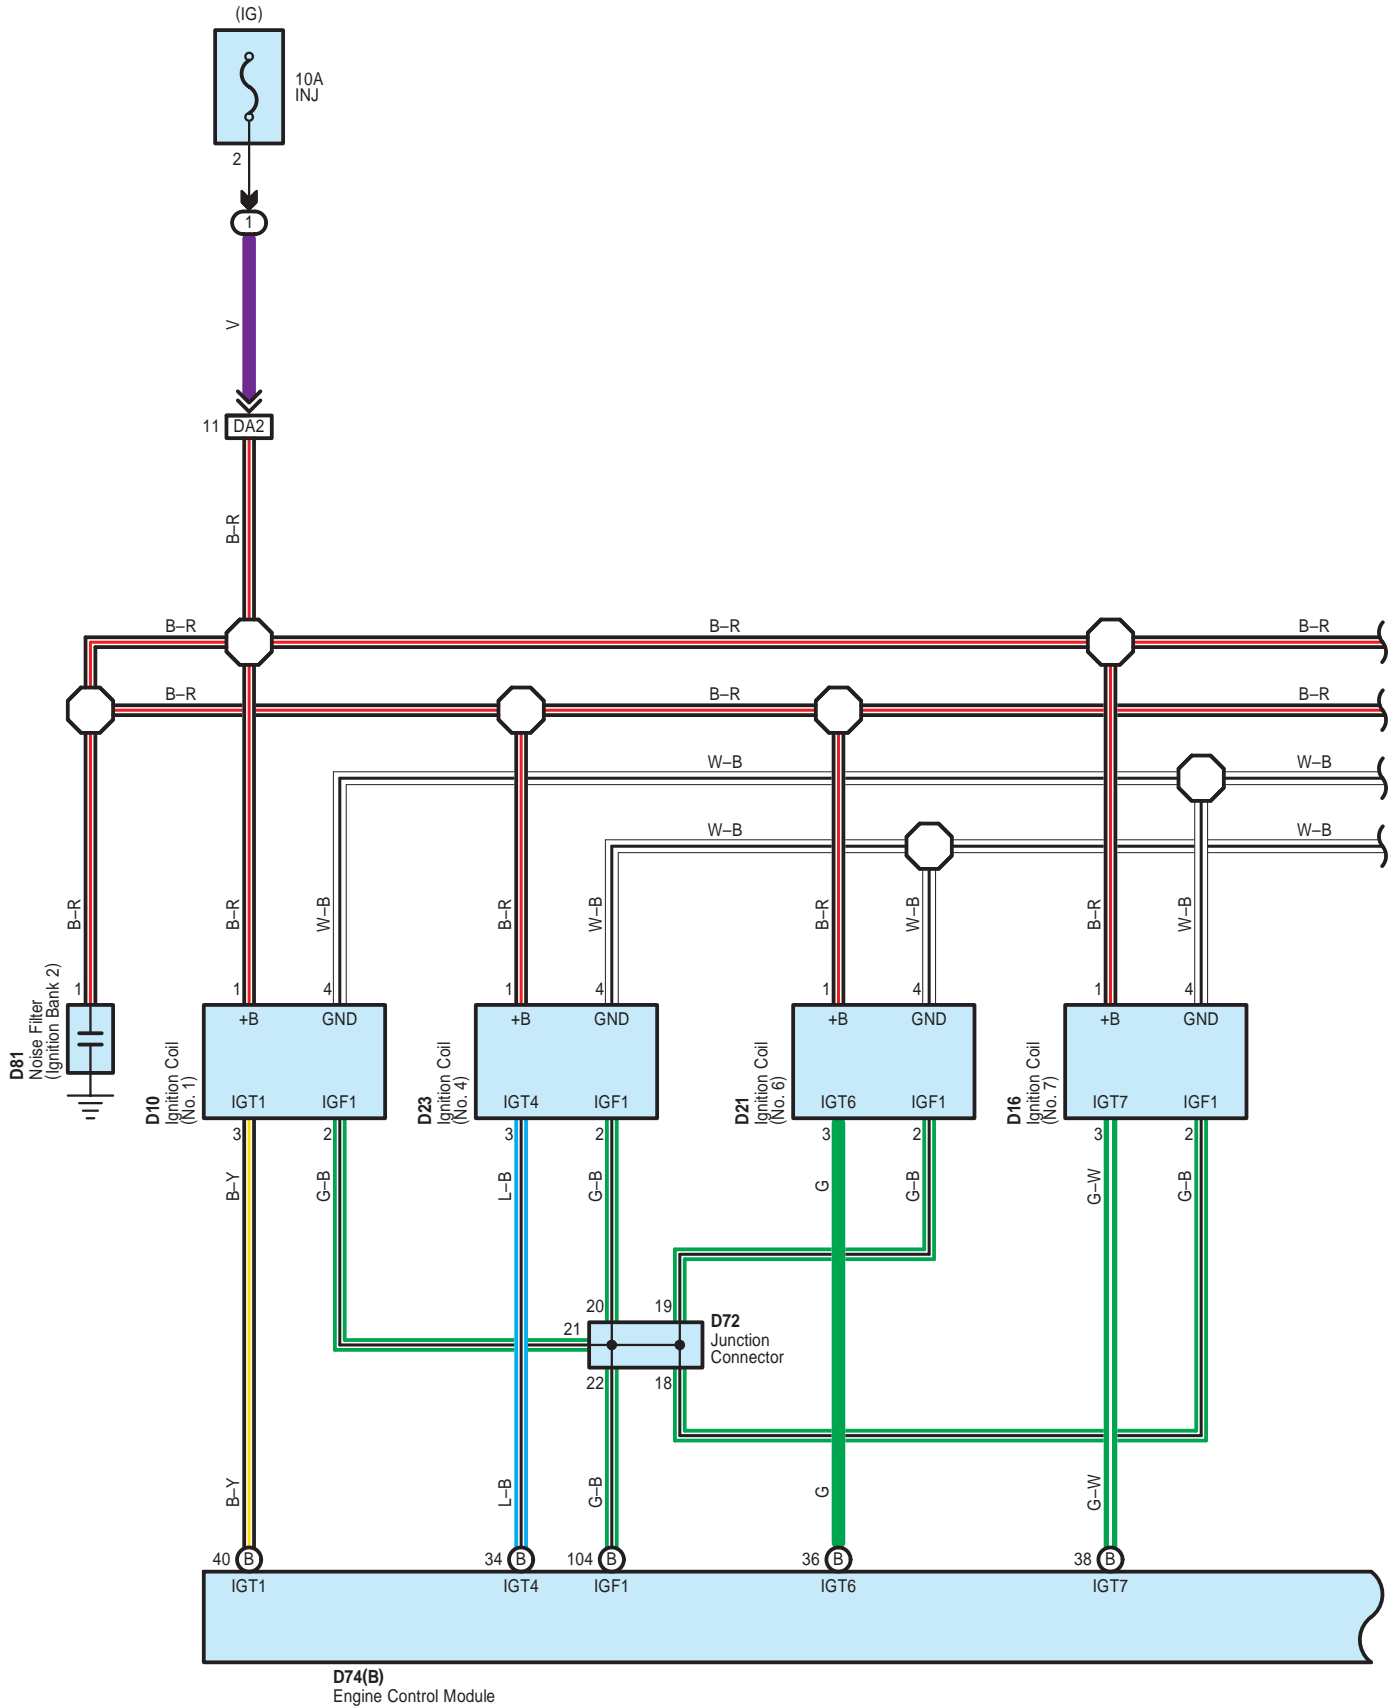 (IG)
10A
INJ
2
1
V
11
DA2
B–R
B–R
B–R
B–R
B–R
B–R
B–R
W–B
W–B
W–B
W–B
B–R
B–R
W–B
B–R
W–B
B–R
W–B
B–R
W–B
1
1
4
1
4
1
4
1
4
D81
Noise Filter
(Ignition Bank 2)
+B
GND
+B
GND
+B
GND
+B
GND
D10
Ignition Coil
(No. 1)
D23
Ignition Coil
(No. 4)
D21
Ignition Coil
(No. 6)
D16
Ignition Coil
(No. 7)
IGT1
IGF1
IGT4
IGF1
IGT6
IGF1
IGT7
IGF1
3
2
3
2
3
2
3
2
B–Y
G–B
L–B
G–B
G
G–B
G–W
G–B
20
19
21
D72
Junction
Connector
22
18
B–Y
L–B
G–B
G
G–W
40
B
34
B
104
B
36
B
38
B
IGT1
IGT4
IGF1
IGT6
IGT7
D74(B)
Engine Control Module